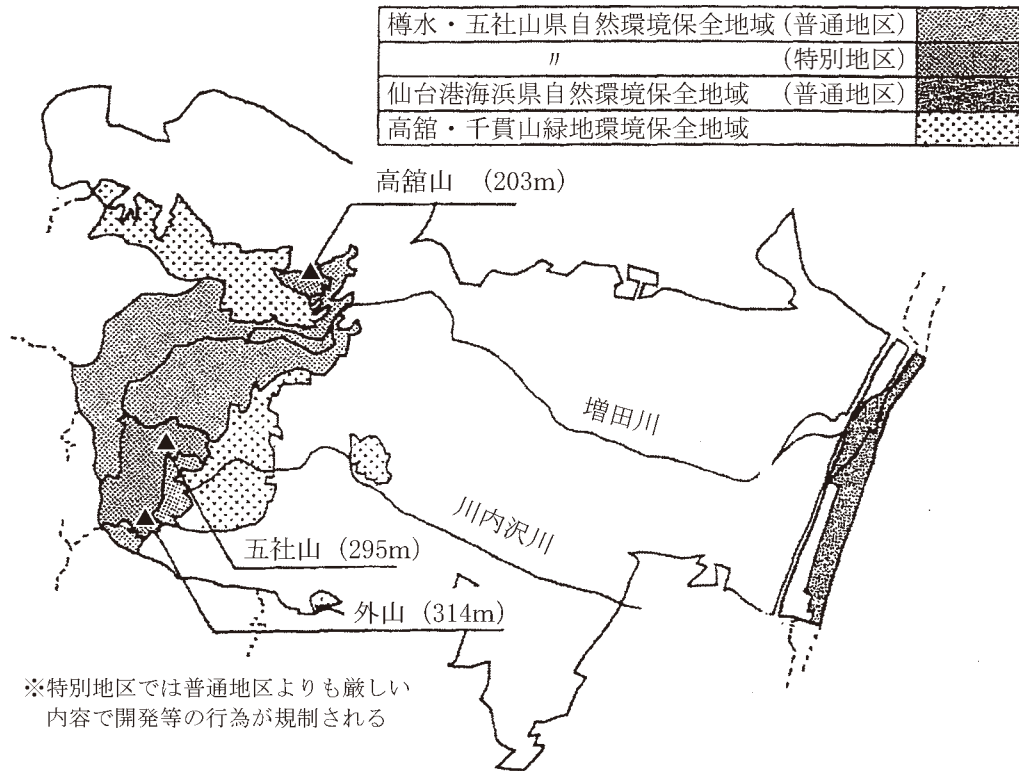 樽水・五社山県自然環境保全地域(普通地区)
〃 (特別地区)
仙台港海浜県自然環境保全地域 (普通地区)
高舘・千貫山緑地環境保全地域
高舘山 (203m)
増田川
川内沢川
五社山 (295m)
外山 (314m)
※特別地区では普通地区よりも厳しい
内容で開発等の行為が規制される